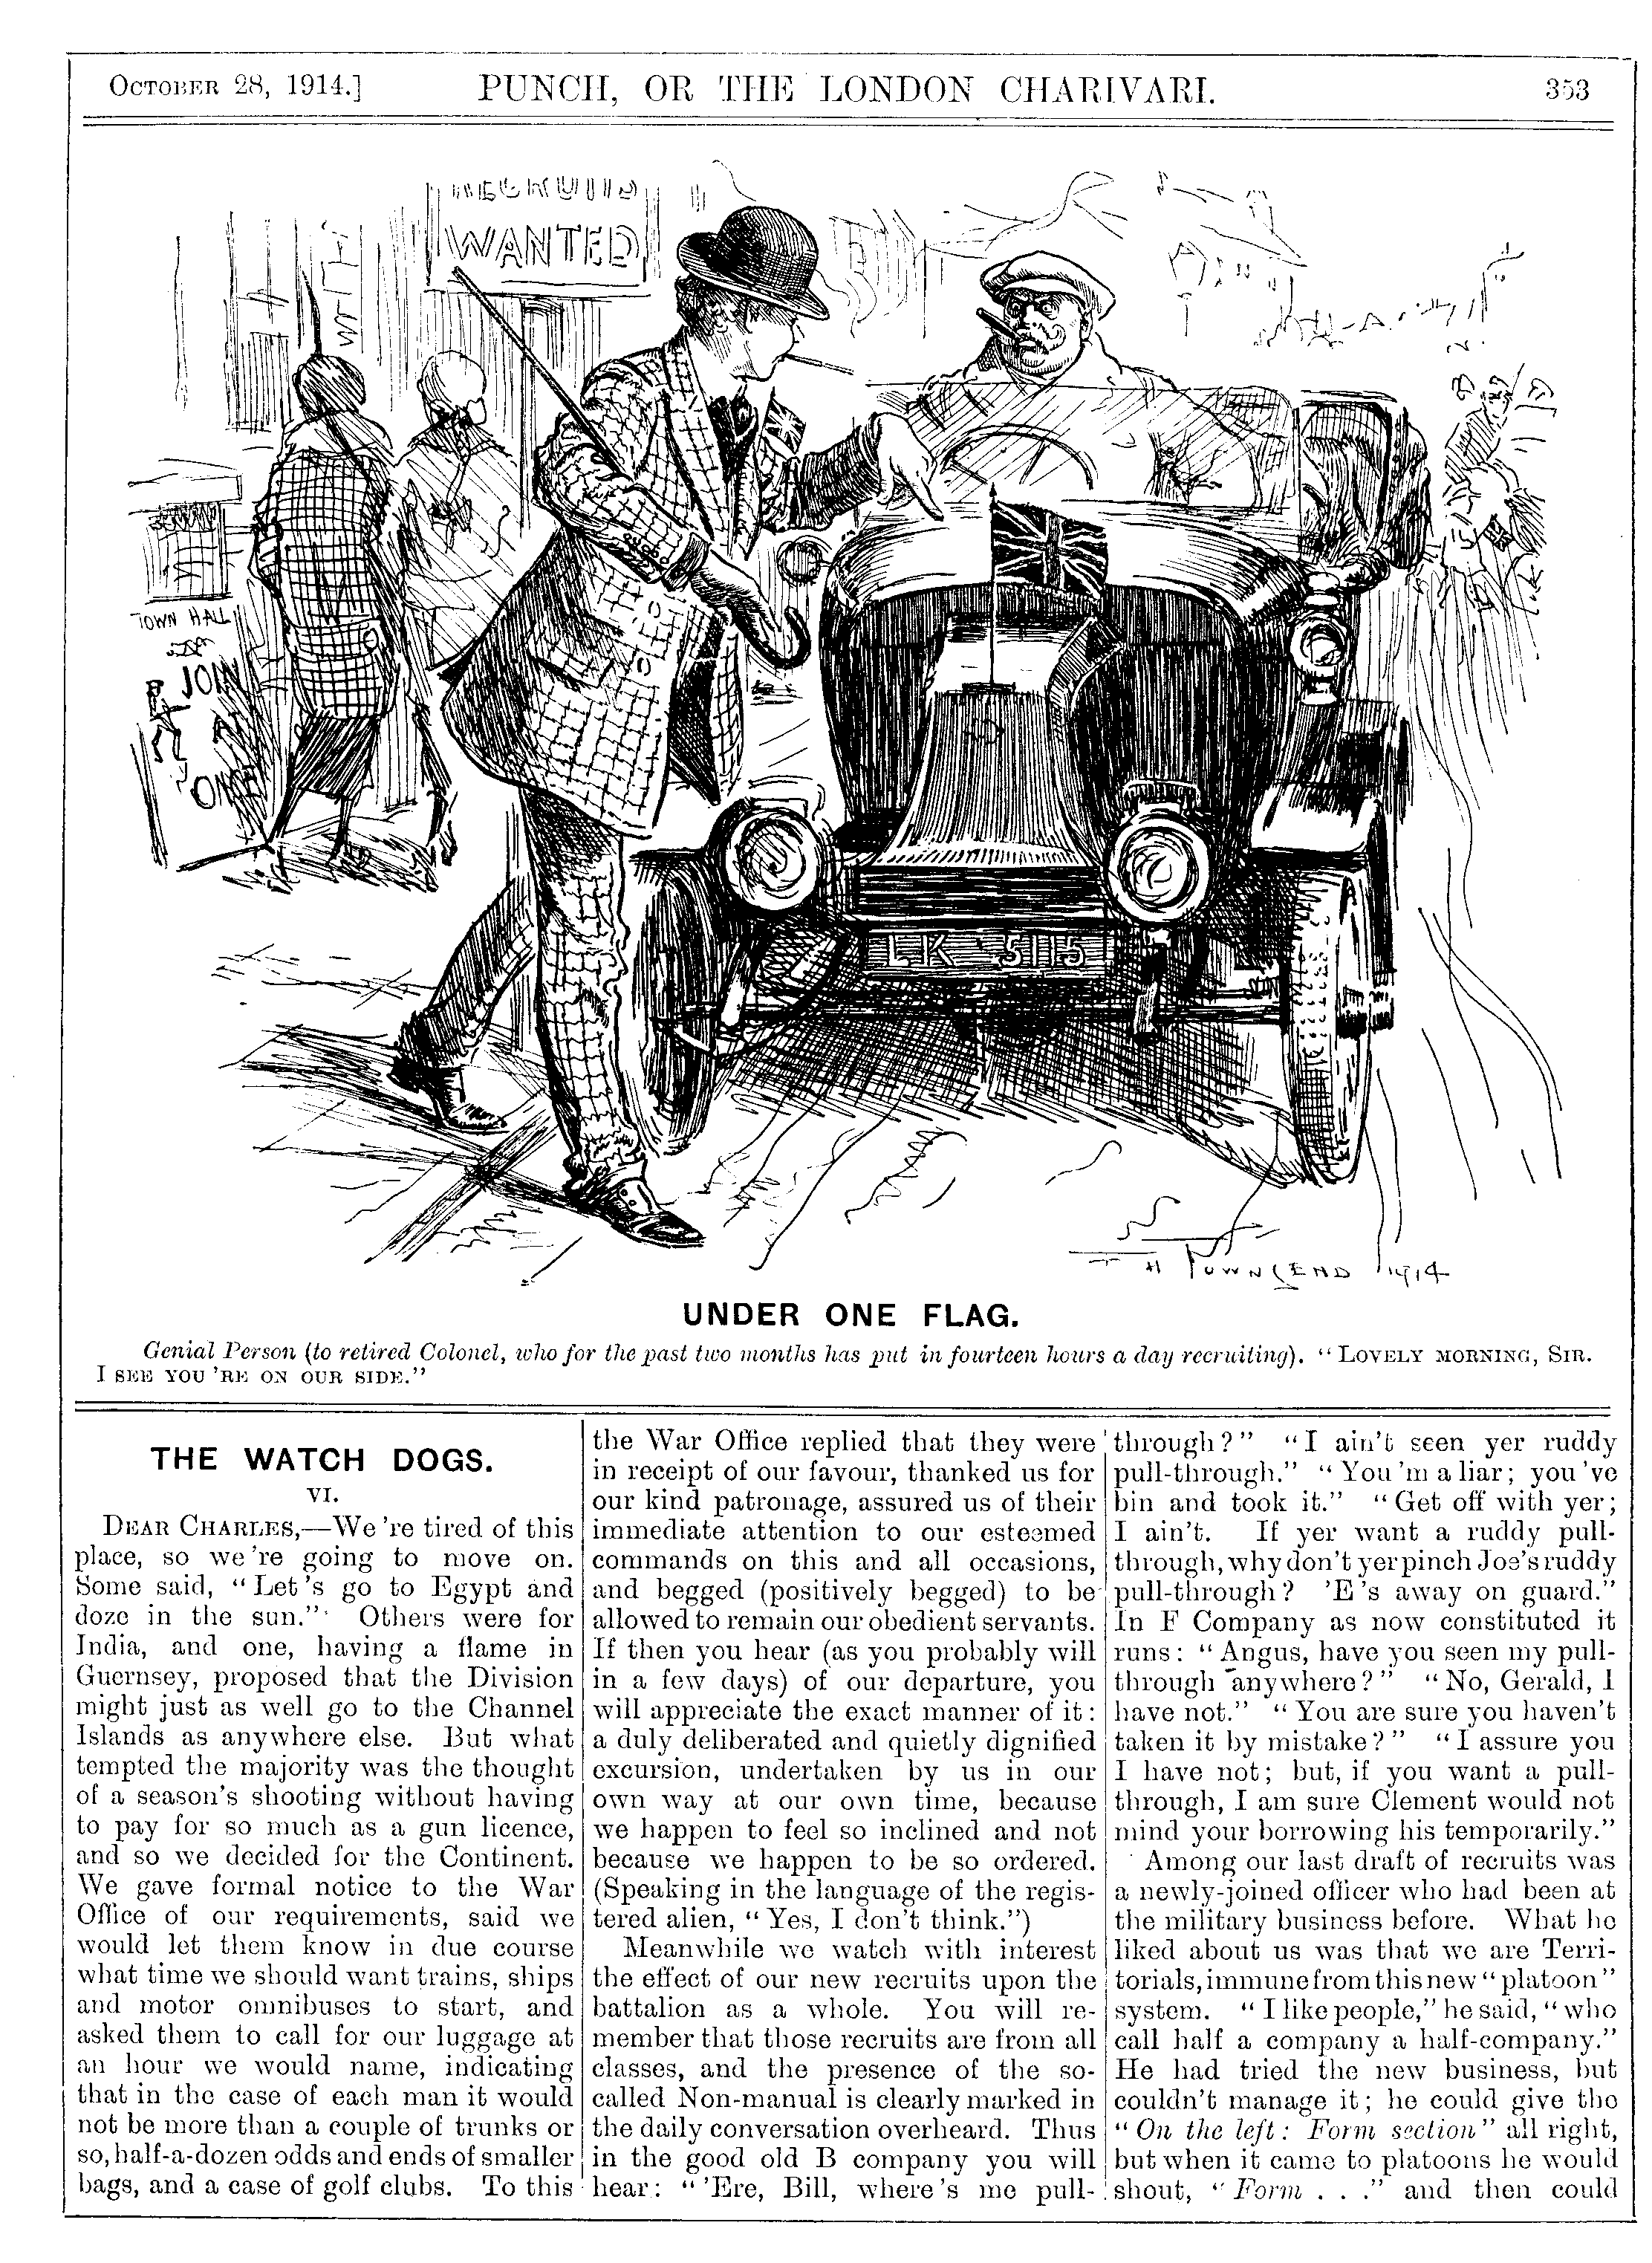 OCTOBER 28, 1914.]
PUNCH, OR THE LONDON CHARIVARI.
353
WANTED
TOWN HALL
JOIN
AT
ONCE
LK 5115
F H TOWNSEND 1914
UNDER ONE FLAG.
Genial Person (to retired Colonel, who for the past two months has put in fourteen hours a day recruiting). "LOVELY MORNING, SIR.
I SEE YOU 'RE ON OUR SIDE."
THE WATCH DOGS.
VI.
DEAR CHARLES,—We 're tired of this
place, so we 're going to move on.
Some said, "Let 's go to Egypt and
doze in the sun." Others were for
India, and one, having a flame in
Guernsey, proposed that the Division
might just as well go to the Channel
Islands as anywhere else. But what
tempted the majority was the thought
of a season's shooting without having
to pay for so much as a gun licence,
and so we decided for the Continent.
We gave formal notice to the War
Office of our requirements, said we
would let them know in due course
what time we should want trains, ships
and motor omnibuses to start, and
asked them to call for our luggage at
an hour we would name, indicating
that in the case of each man it would
not be more than a couple of trunks or
so, half-a-dozen odds and ends of smaller
bags, and a case of golf clubs. To this
the War Office replied that they were
in receipt of our favour, thanked us for
our kind patronage, assured us of their
immediate attention to our esteemed
commands on this and all occasions,
and begged (positively begged) to be
allowed to remain our obedient servants.
If then you hear (as you probably will
in a few days) of our departure, you
will appreciate the exact manner of it:
a duly deliberated and quietly dignified
excursion, undertaken by us in our
own way at our own time, because
we happen to feel so inclined and not
because we happen to be so ordered.
(Speaking in the language of the regis-
tered alien, "Yes, I don't think.")
Meanwhile we watch with interest
the effect of our new recruits upon the
battalion as a whole. You will re-
member that those recruits are from all
classes, and the presence of the so-
called Non-manual is clearly marked in
the daily conversation overheard. Thus
in the good old B company you will
hear: "'Ere, Bill, where 's me pull-
through?" "I ain't seen yer ruddy
pull-through." "You 'm a liar; you 've
bin and took it." "Get off with yer;
I ain't. If yer want a ruddy pull-
through, why don't yer pinch Joe's ruddy
pull-through? 'E 's away on guard."
In F Company as now constituted it
runs: "Angus, have you seen my pull-
through anywhere?" "No, Gerald, I
have not." "You are sure you haven't
taken it by mistake?" "I assure you
I have not; but, if you want a pull-
through, I am sure Clement would not
mind your borrowing his temporarily."
Among our last draft of recruits was
a newly-joined officer who had been at
the military business before. What he
liked about us was that we are Terri-
torials, immune from this new "platoon"
system. "I like people," he said, "who
call half a company a half-company."
He had tried the new business, but
couldn't manage it; he could give the
"On the left: Form section" all right,
but when it came to platoons he would
shout, "Form . . ." and then could